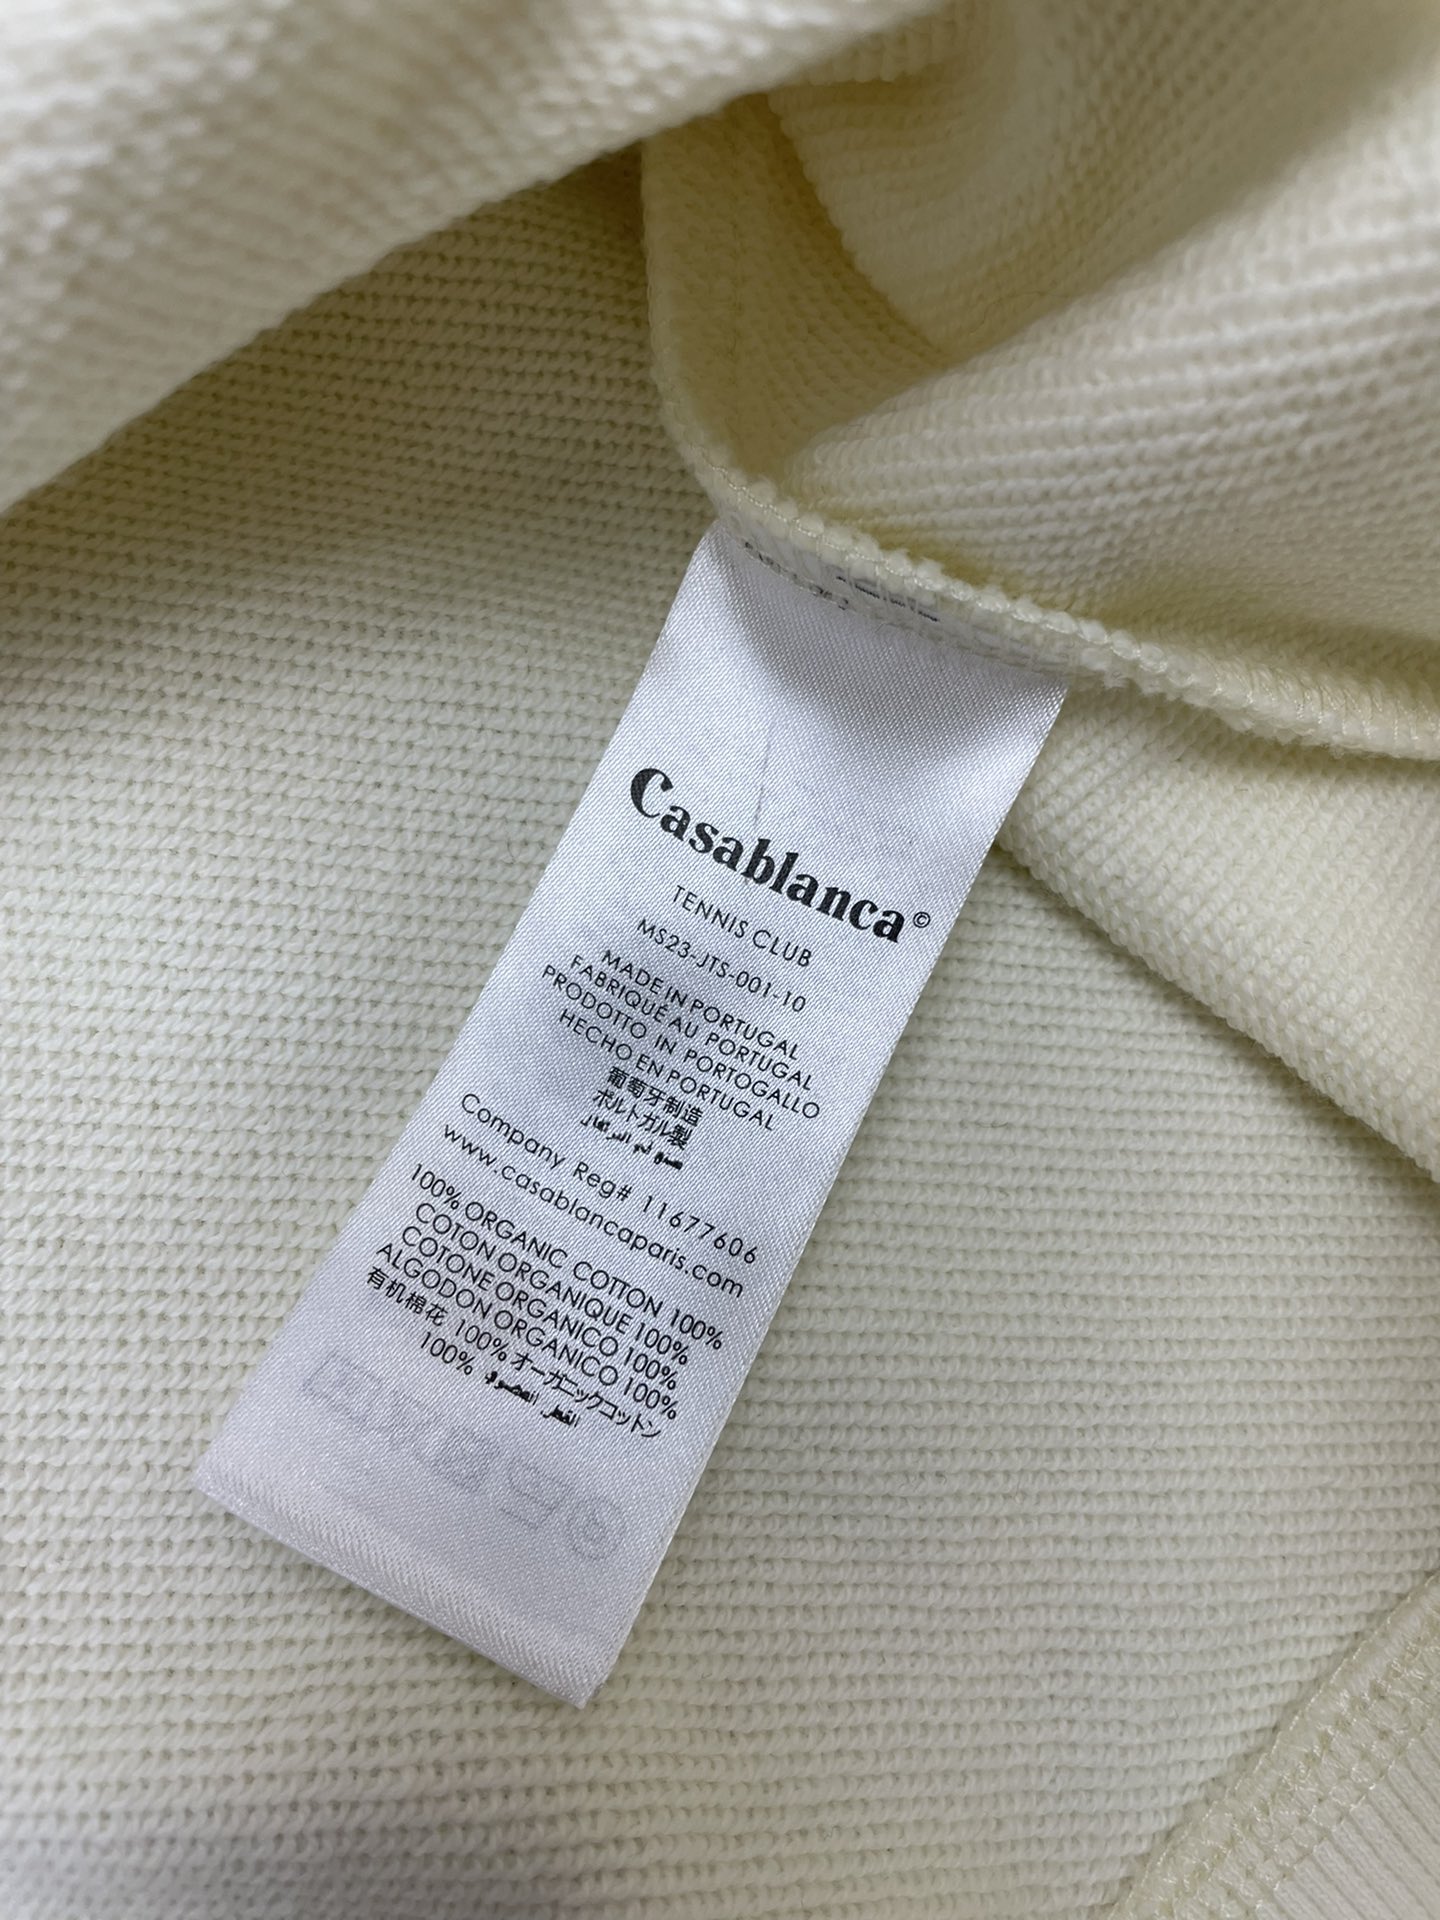 Casablanca©
TENNIS CLUB
MS23-JTS-001-10
MADE IN PORTUGAL
FABRIQUÉ AU PORTUGAL
PRODOTTO IN PORTOGALLO
HECHO EN PORTUGAL
葡萄牙制造
ポルトガル製
Company Reg# 11677606
www.casablancaparis.com
100% ORGANIC COTTON 100%
COTON ORGANIQUE 100%
COTONE ORGANICO 100%
ALGODON ORGANICO 100%
有机棉花 100% オーガニックコットン
100% القطن العضوي